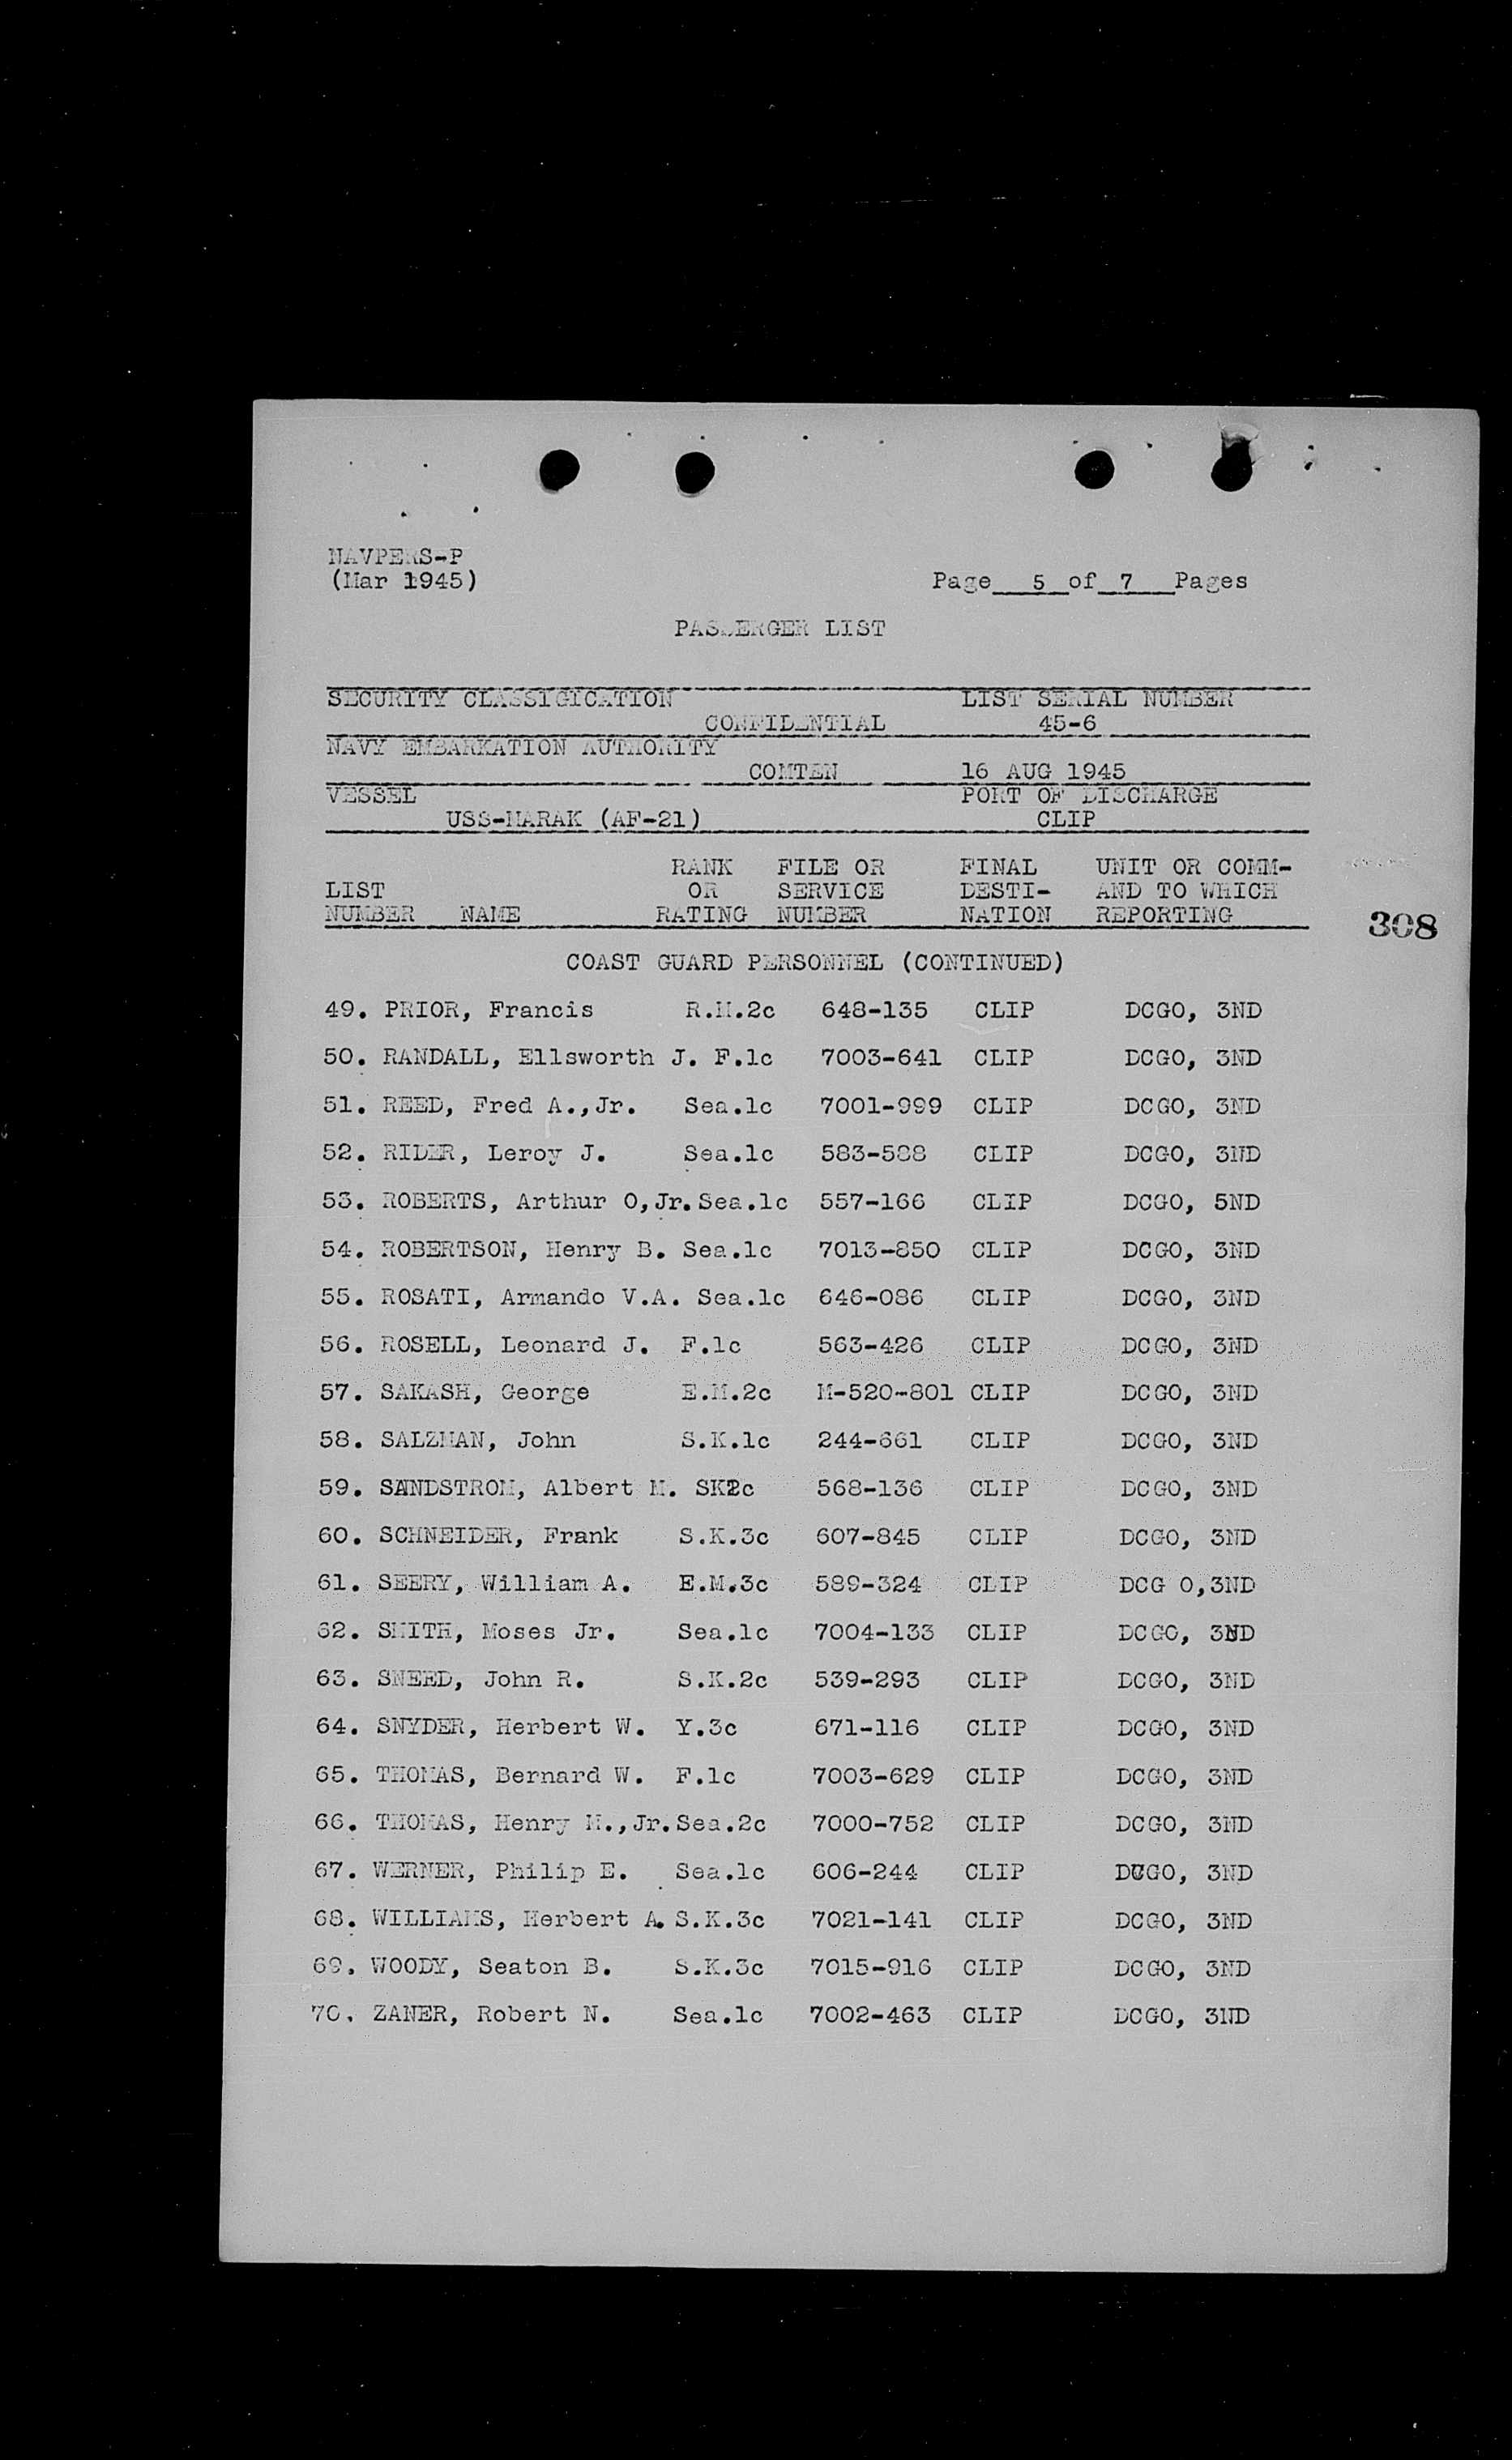 NAVPERS-P
(Mar 1945)
Page 5 of 7 Pages
PASSERGER LIST
SECURITY CLASSIGICATION LIST SERIAL NUMBER
CONFIDENTIAL 45-6
NAVY EMBARKATION AUTHORITY
COMTEN 16 AUG 1945
VESSEL PORT OF DISCHARGE
USS-MARAK (AF-21) CLIP
RANK FILE OR FINAL UNIT OR COMM-
LIST OR SERVICE DESTI- AND TO WHICH
NUMBER NAME RATING NUMBER NATION REPORTING
308
COAST GUARD PERSONNEL (CONTINUED)
49. PRIOR, Francis R.M.2c 648-135 CLIP DCGO, 3ND
50. RANDALL, Ellsworth J. F.1c 7003-641 CLIP DCGO, 3ND
51. REED, Fred A.,Jr. Sea.1c 7001-999 CLIP DCGO, 3ND
52. RIDER, Leroy J. Sea.1c 583-588 CLIP DCGO, 3ND
53. ROBERTS, Arthur O,Jr. Sea.1c 557-166 CLIP DCGO, 5ND
54. ROBERTSON, Henry B. Sea.1c 7013-850 CLIP DCGO, 3ND
55. ROSATI, Armando V.A. Sea.1c 646-086 CLIP DCGO, 3ND
56. ROSELL, Leonard J. F.1c 563-426 CLIP DCGO, 3ND
57. SAKASH, George E.M.2c M-520-801 CLIP DCGO, 3ND
58. SALZMAN, John S.K.1c 244-661 CLIP DCGO, 3ND
59. SANDSTROM, Albert M. SK2c 568-136 CLIP DCGO, 3ND
60. SCHNEIDER, Frank S.K.3c 607-845 CLIP DCGO, 3ND
61. SEERY, William A. E.M.3c 589-324 CLIP DCG O,3ND
62. SMITH, Moses Jr. Sea.1c 7004-133 CLIP DCGO, 3ND
63. SNEED, John R. S.K.2c 539-293 CLIP DCGO, 3ND
64. SNYDER, Herbert W. Y.3c 671-116 CLIP DCGO, 3ND
65. THOMAS, Bernard W. F.1c 7003-629 CLIP DCGO, 3ND
66. THOMAS, Henry M.,Jr. Sea.2c 7000-752 CLIP DCGO, 3ND
67. WERNER, Philip E. Sea.1c 606-244 CLIP DCGO, 3ND
68. WILLIAMS, Herbert A. S.K.3c 7021-141 CLIP DCGO, 3ND
69. WOODY, Seaton B. S.K.3c 7015-916 CLIP DCGO, 3ND
70. ZANER, Robert N. Sea.1c 7002-463 CLIP DCGO, 3ND